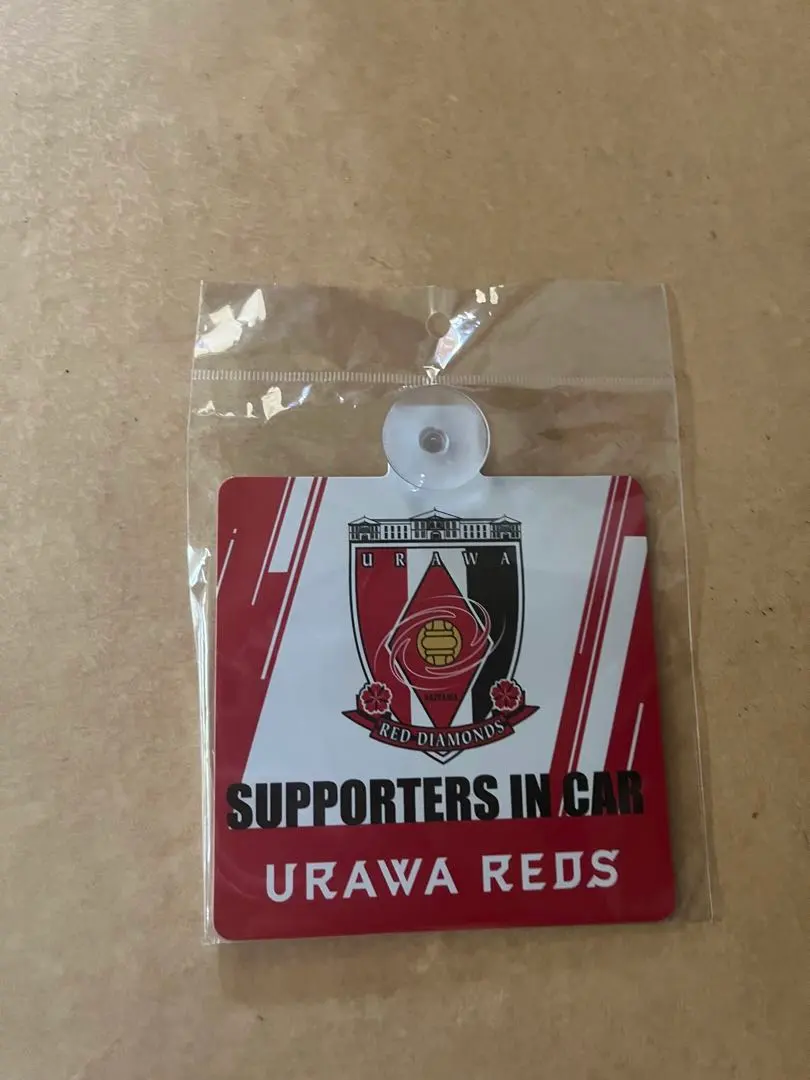 URAWA
SAITAMA
RED DIAMONDS
SUPPORTERS IN CAR
URAWA REDS